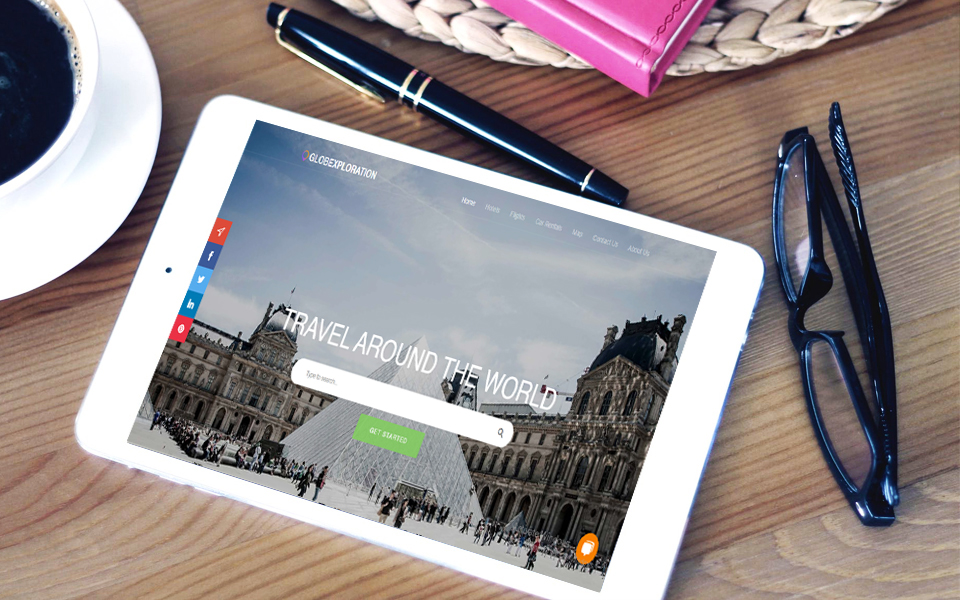 GLOBEXPLORATION
Home Hotels Flights Car Rentals Map Contact Us About Us
TRAVEL AROUND THE WORLD
Type to search...
GET STARTED